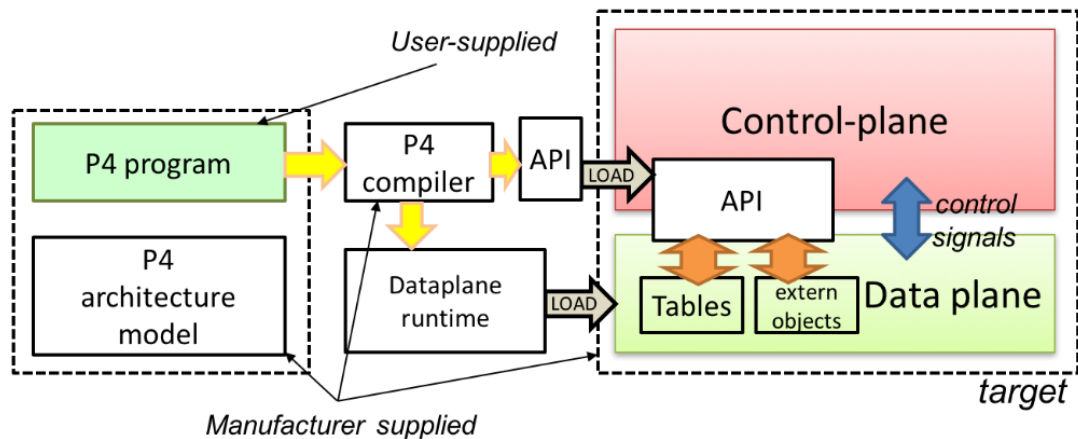 User-supplied
P4 program
P4
compiler
API
LOAD
Control-plane
API
control
signals
P4
architecture
model
Dataplane
runtime
LOAD
Tables
extern
objects
Data plane
target
Manufacturer supplied